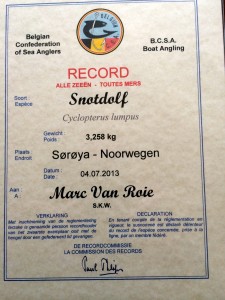 BELGIUM
Belgian
Confederation
of Sea Anglers
B.C.S.A.
Boat Angling
RECORD
ALLE ZEEËN - TOUTES MERS
Soort :
Espèce
Snotdolf
Cyclopterus lumpus
Gewicht :
Poids :
3,258 kg
Plaats :
Endroit
Sørøya - Noorwegen
Datum :
Date :
04.07.2013
Aan :
A :
Marc Van Roie
S.K.W.
VERKLARING
DECLARATION
DE RECORDCOMMISSIE
LA COMMISSION DES RECORDS